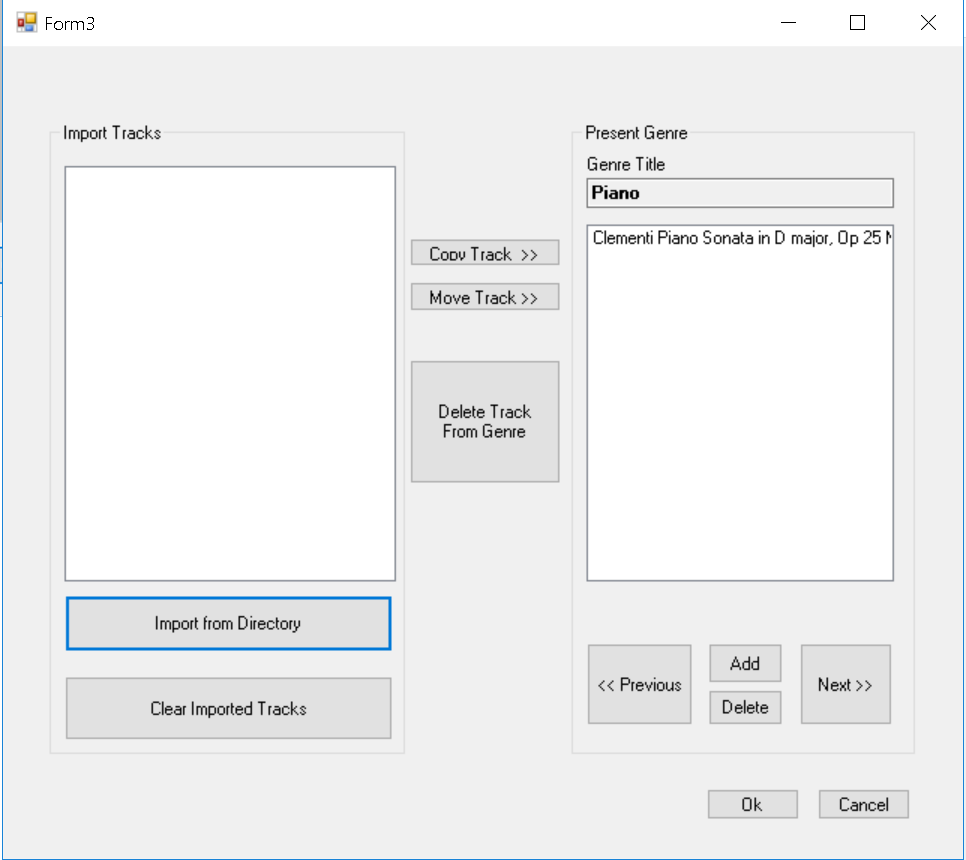 Form3
Import Tracks
Import from Directory
Clear Imported Tracks
Copy Track >>
Move Track >>
Delete Track
From Genre
Present Genre
Genre Title
Piano
Clementi Piano Sonata in D major, Op 25
<< Previous
Add
Delete
Next >>
Ok
Cancel